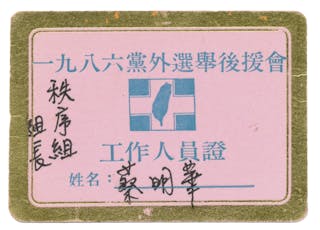 一九八六黨外選舉後援會
秩序組
組長
工作人員證
姓名：蔡明華